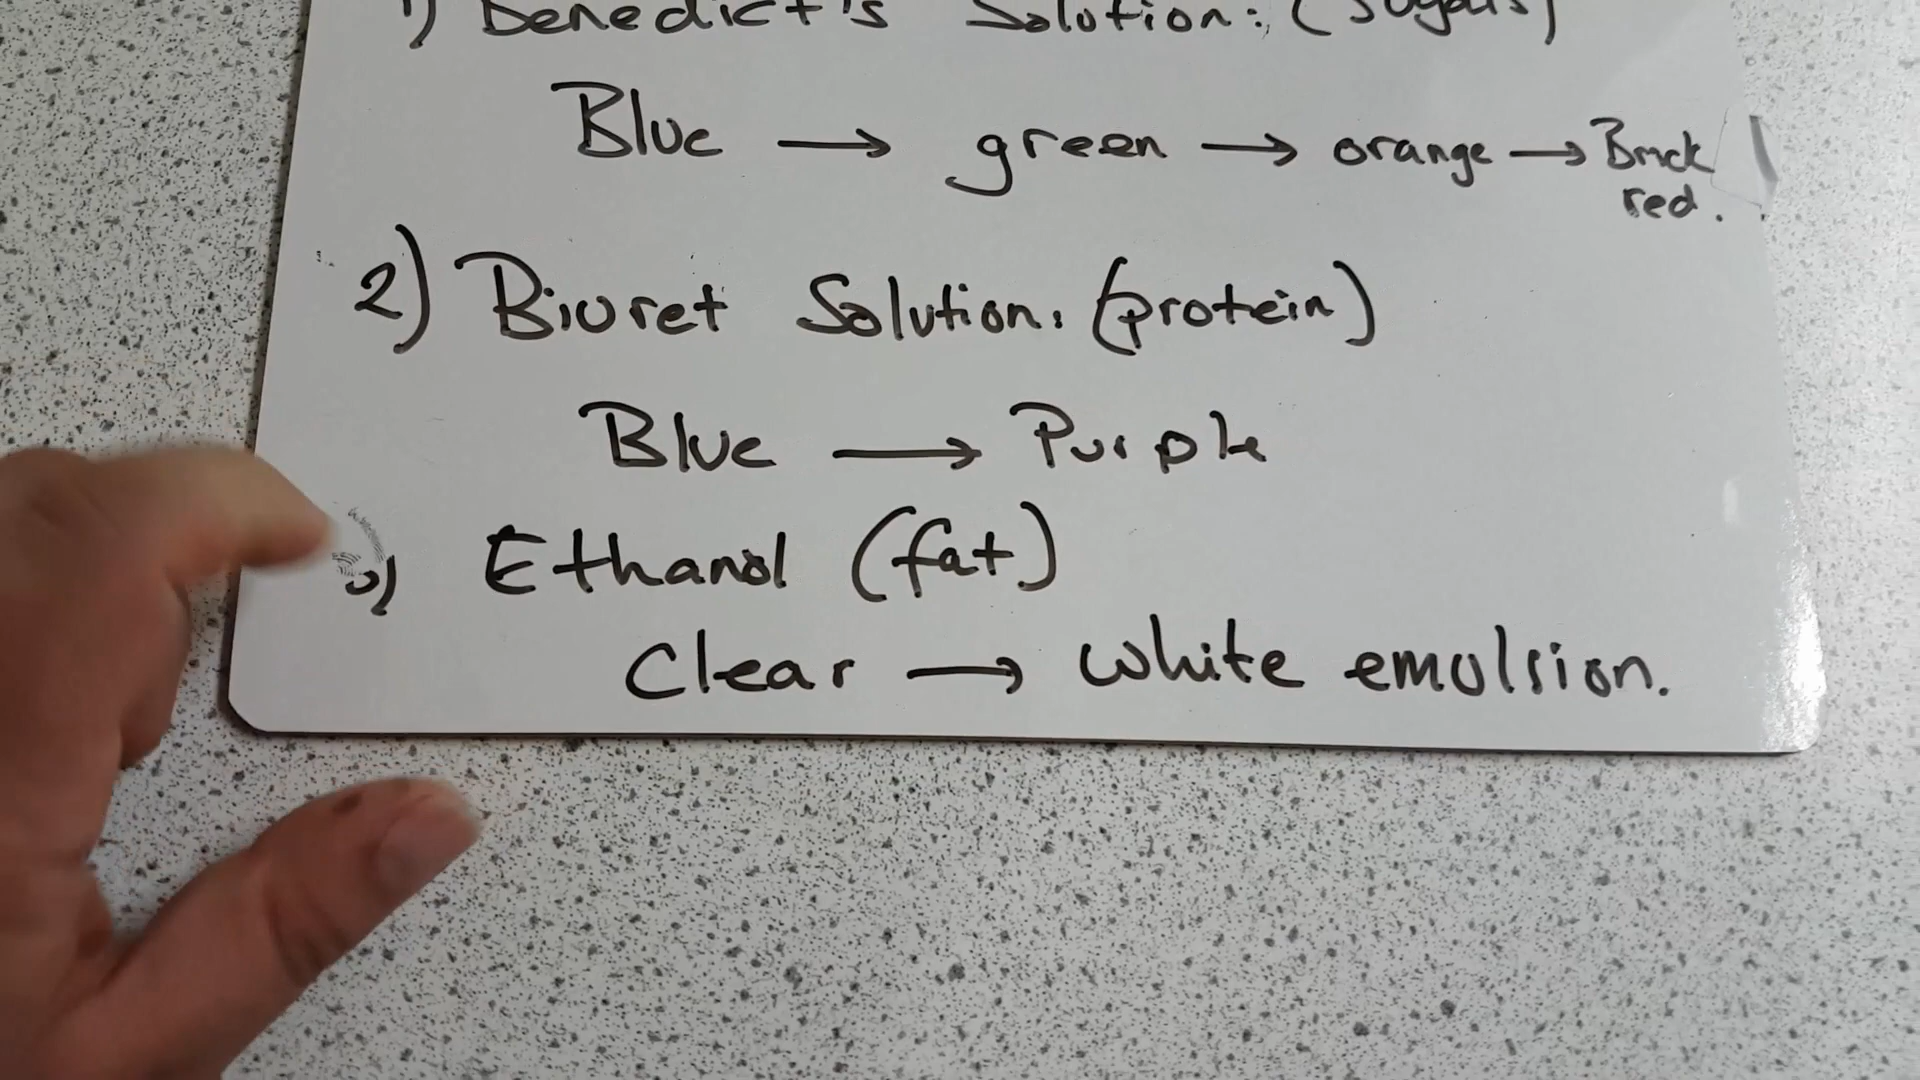 1) Benedict's Solution: (Sugars)
Blue → green → orange → Brick
red.
2) Biuret Solution: (protein)
Blue → Purple
3) Ethanol (fat)
Clear → White emulsion.